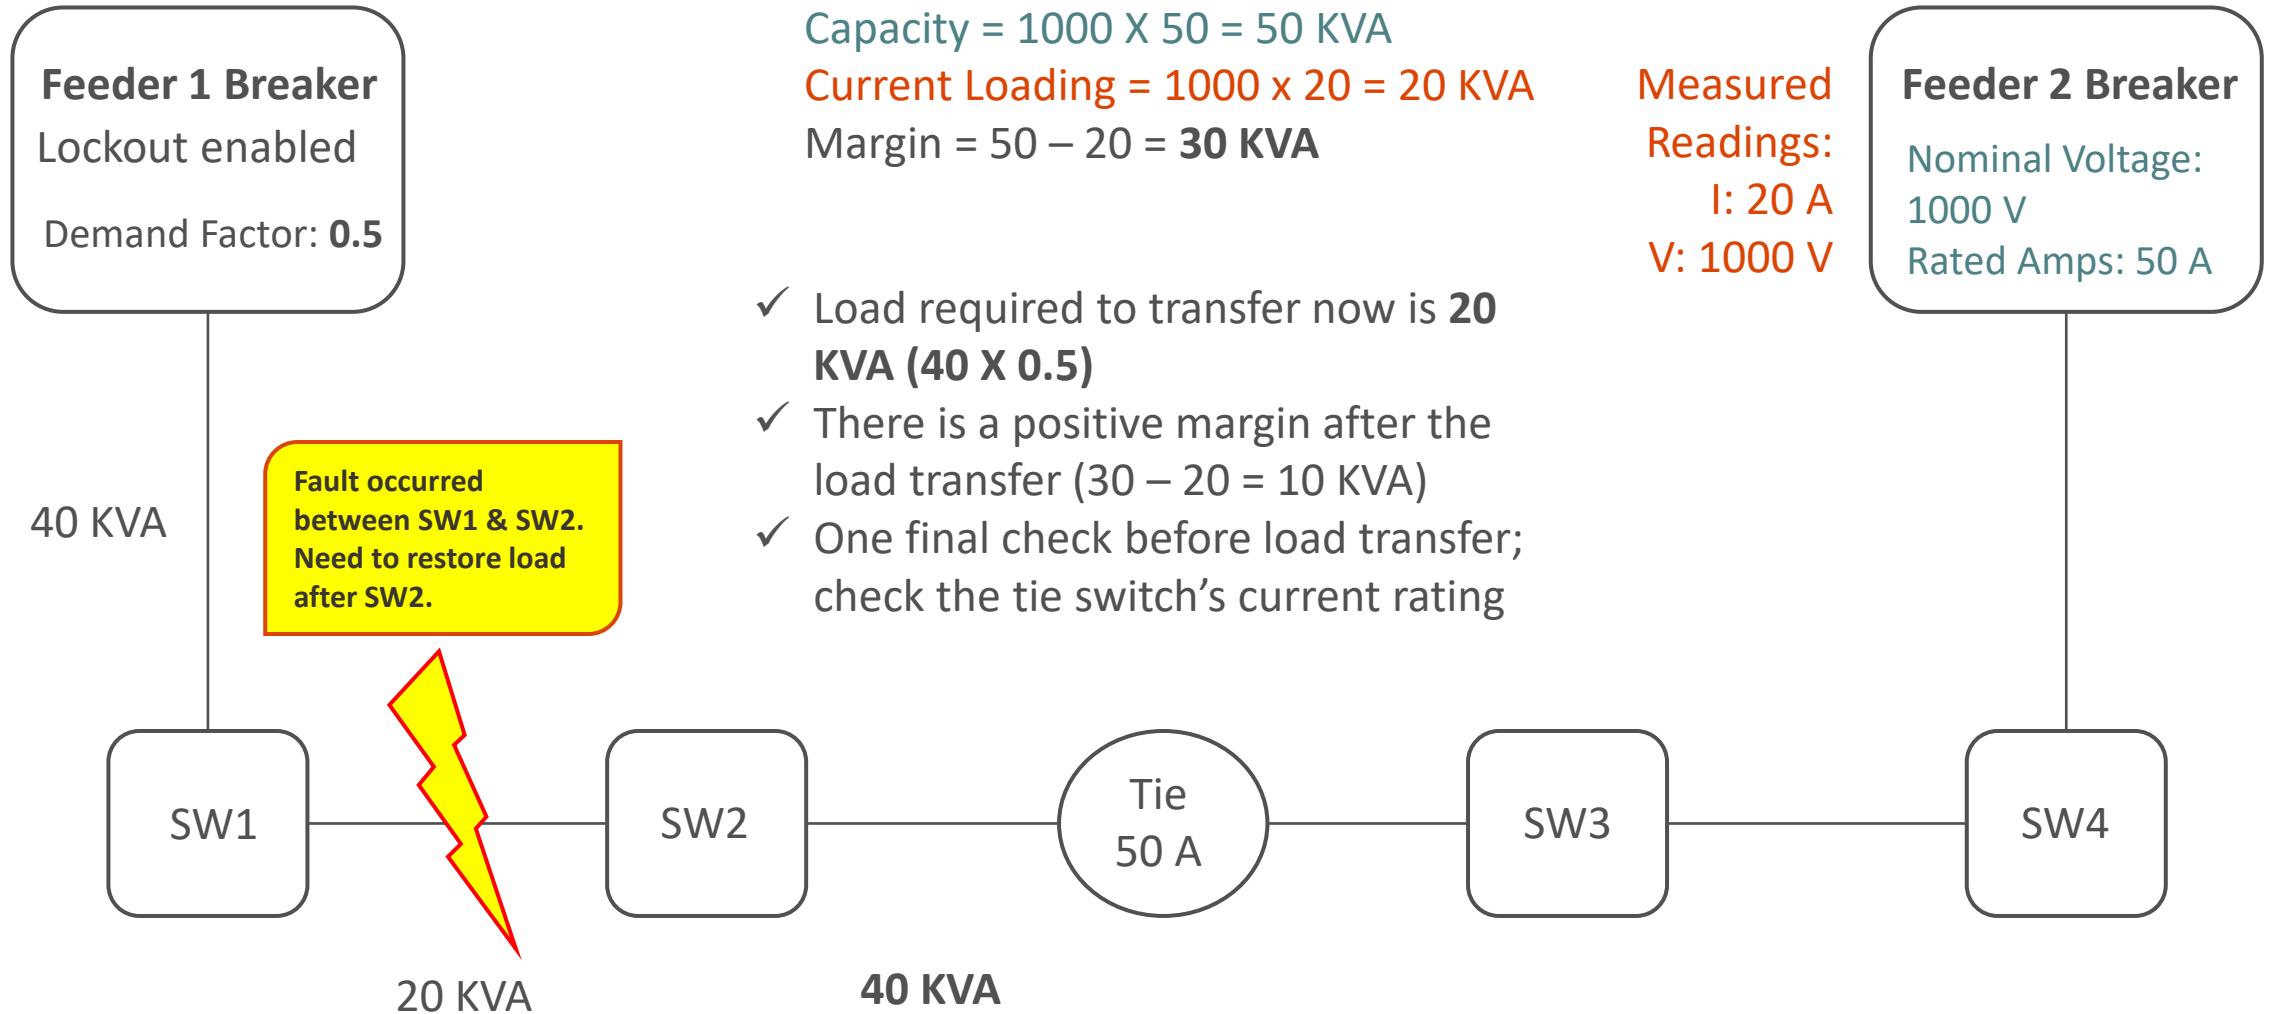 Feeder 1 Breaker
Lockout enabled
Demand Factor: 0.5
Capacity = 1000 X 50 = 50 KVA
Current Loading = 1000 x 20 = 20 KVA
Margin = 50 – 20 = 30 KVA
Measured
Readings:
I: 20 A
V: 1000 V
Feeder 2 Breaker
Nominal Voltage:
1000 V
Rated Amps: 50 A
✓ Load required to transfer now is 20
KVA (40 X 0.5)
✓ There is a positive margin after the
load transfer (30 – 20 = 10 KVA)
✓ One final check before load transfer;
check the tie switch’s current rating
40 KVA
Fault occurred
between SW1 & SW2.
Need to restore load
after SW2.
SW1
SW2
Tie
50 A
SW3
SW4
20 KVA
40 KVA